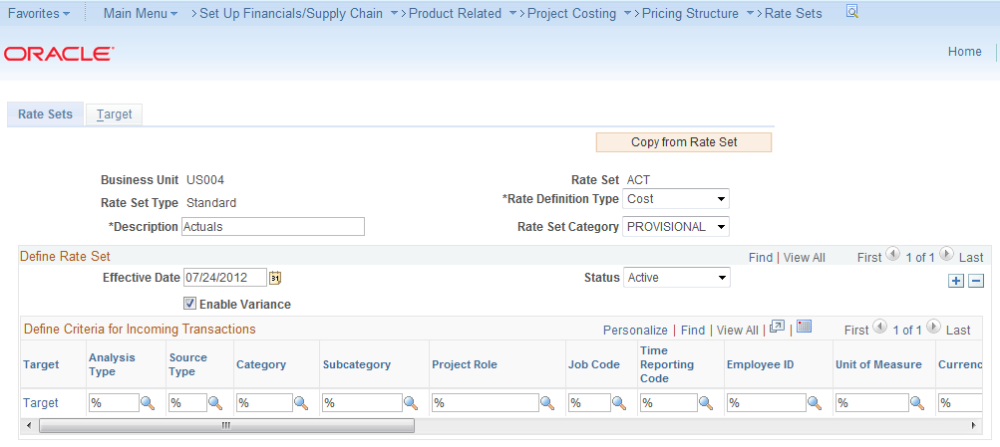 Favorites Main Menu > Set Up Financials/Supply Chain > Product Related > Project Costing > Pricing Structure > Rate Sets
ORACLE
Home
Rate Sets Target
Copy from Rate Set
Business Unit US004 Rate Set ACT
Rate Set Type Standard *Rate Definition Type Cost
*Description Actuals Rate Set Category PROVISIONAL
Define Rate Set Find | View All First 1 of 1 Last
Effective Date 07/24/2012 31 Status Active
Enable Variance
Define Criteria for Incoming Transactions Personalize | Find | View All | | First 1 of 1 Last
Target Analysis Type Source Type Category Subcategory Project Role Job Code Time Reporting Code Employee ID Unit of Measure Currenc
Target % % % % % % % % % %